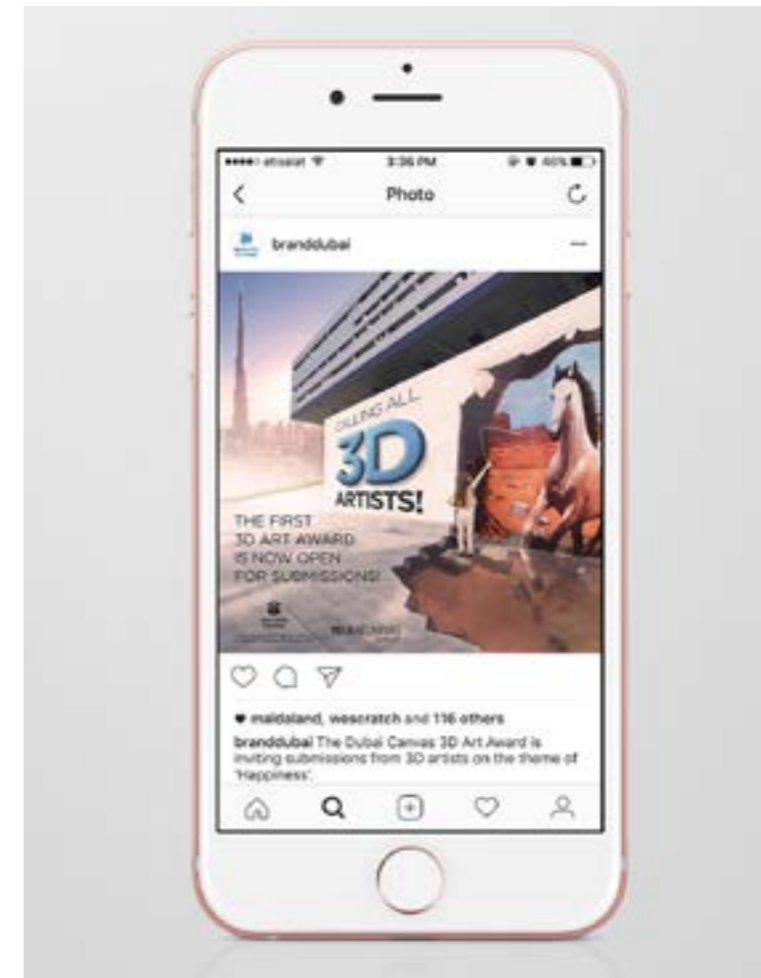 etisalat
3:36 PM
46%
Photo
branddubai
CALLING ALL
3D
ARTISTS!
THE FIRST
3D ART AWARD
IS NOW OPEN
FOR SUBMISSIONS!
maidaland, wescratch and 116 others
branddubai The Dubai Canvas 3D Art Award is
inviting submissions from 3D artists on the theme of
'Happiness'.